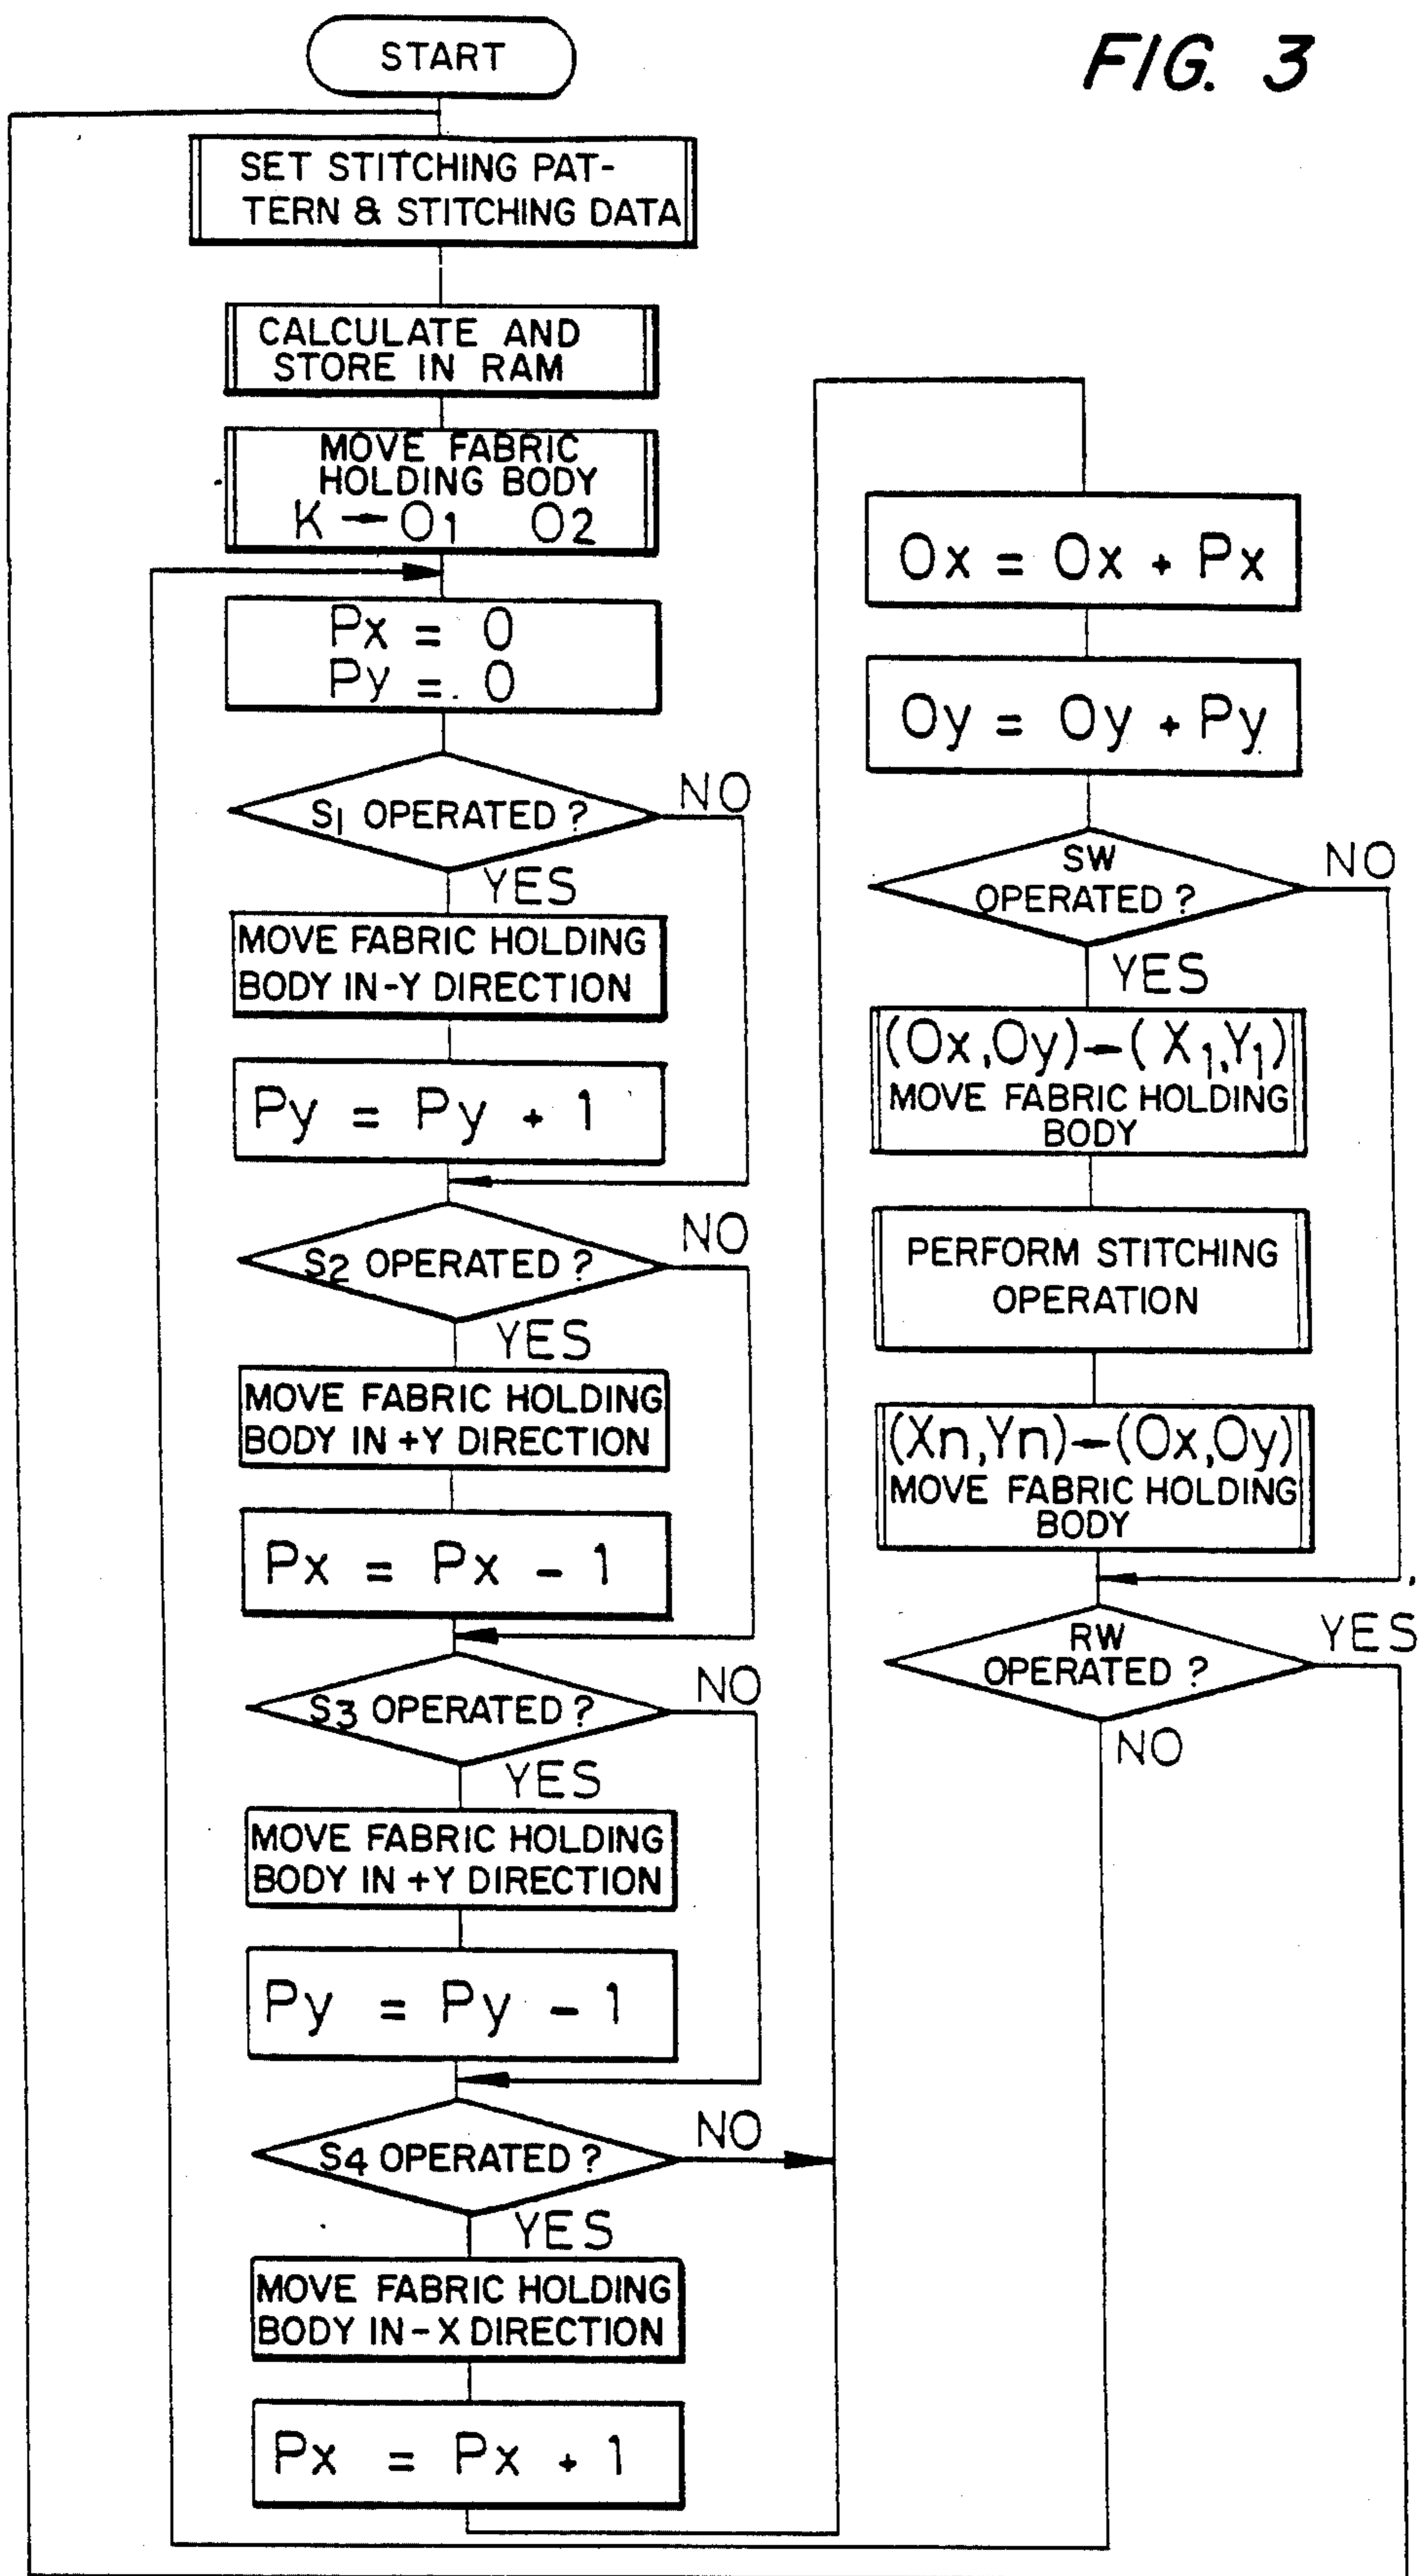 FIG. 3
START
SET STITCHING PAT-
TERN & STITCHING DATA
CALCULATE AND
STORE IN RAM
MOVE FABRIC
HOLDING BODY
K → O1 O2
Px = 0
Py = 0
S1 OPERATED ?
NO
YES
MOVE FABRIC HOLDING
BODY IN -Y DIRECTION
Py = Py + 1
S2 OPERATED ?
NO
YES
MOVE FABRIC HOLDING
BODY IN +Y DIRECTION
Px = Px - 1
S3 OPERATED ?
NO
YES
MOVE FABRIC HOLDING
BODY IN +Y DIRECTION
Py = Py - 1
S4 OPERATED ?
NO
YES
MOVE FABRIC HOLDING
BODY IN -X DIRECTION
Px = Px + 1
Ox = Ox + Px
Oy = Oy + Py
SW
OPERATED ?
NO
YES
(Ox,Oy)→(X1,Y1)
MOVE FABRIC HOLDING
BODY
PERFORM STITCHING
OPERATION
(Xn,Yn)→(Ox,Oy)
MOVE FABRIC HOLDING
BODY
RW
OPERATED ?
YES
NO